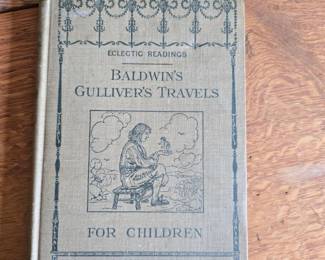 ECLECTIC READINGS
BALDWIN'S
GULLIVER'S TRAVELS
FOR CHILDREN